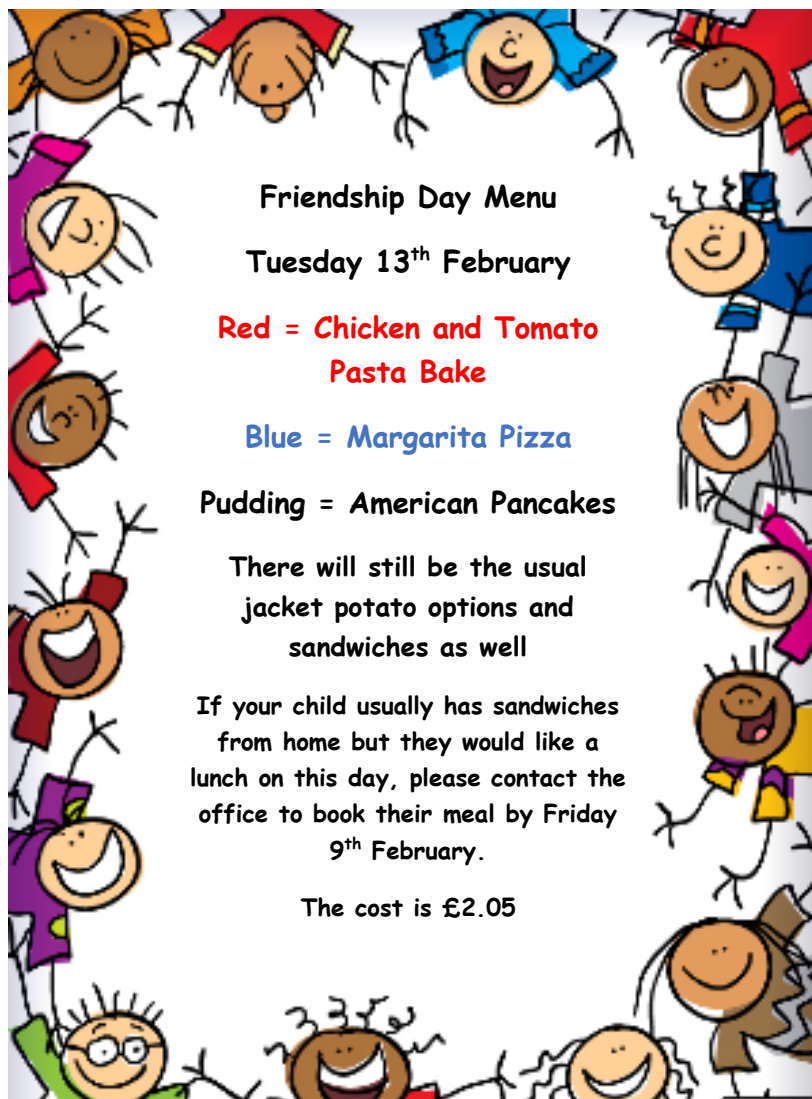 Friendship Day Menu
Tuesday 13th February
Red = Chicken and Tomato
Pasta Bake
Blue = Margarita Pizza
Pudding = American Pancakes
There will still be the usual
jacket potato options and
sandwiches as well
If your child usually has sandwiches
from home but they would like a
lunch on this day, please contact the
office to book their meal by Friday
9th February.
The cost is £2.05